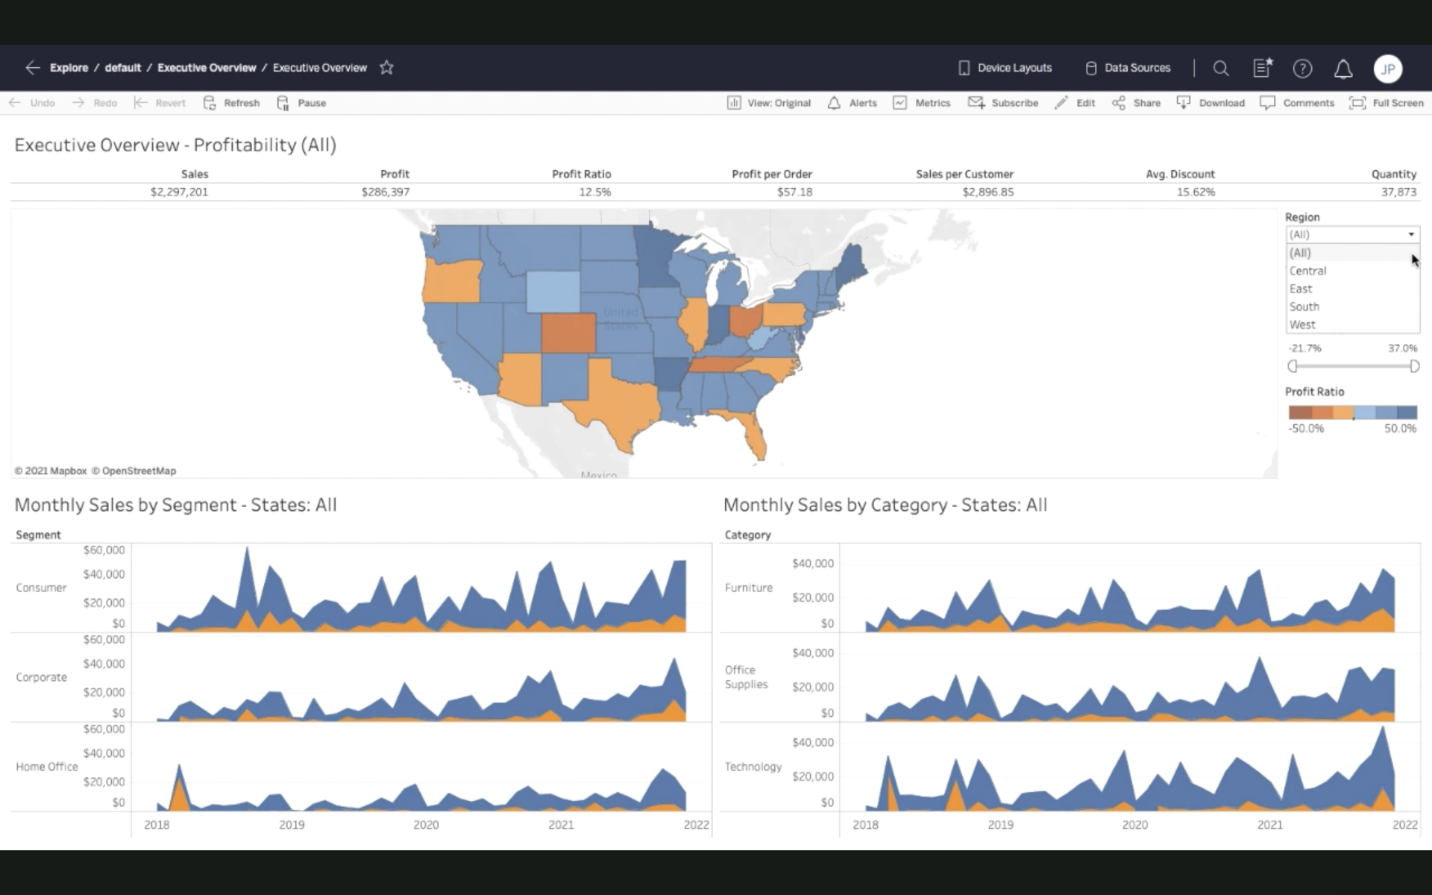 Explore / default / Executive Overview / Executive Overview
Device Layouts
Data Sources
JP
Undo
Redo
Revert
Refresh
Pause
View: Original
Alerts
Metrics
Subscribe
Edit
Share
Download
Comments
Full Screen
Executive Overview - Profitability (All)
Sales Profit Profit Ratio Profit per Order Sales per Customer Avg. Discount Quantity
$2,297,201 $286,397 12.5% $57.18 $2,896.85 15.62% 37,873
United
States
Mexico
© 2021 Mapbox © OpenStreetMap
Region
(All)
(All)
Central
East
South
West
-21.7% 37.0%
Profit Ratio
-50.0% 50.0%
Monthly Sales by Segment - States: All
Segment
Consumer
$60,000
$40,000
$20,000
$0
Corporate
$60,000
$40,000
$20,000
$0
Home Office
$60,000
$40,000
$20,000
$0
2018 2019 2020 2021 2022
Monthly Sales by Category - States: All
Category
Furniture
$40,000
$20,000
$0
Office
Supplies
$40,000
$20,000
$0
Technology
$40,000
$20,000
$0
2018 2019 2020 2021 2022